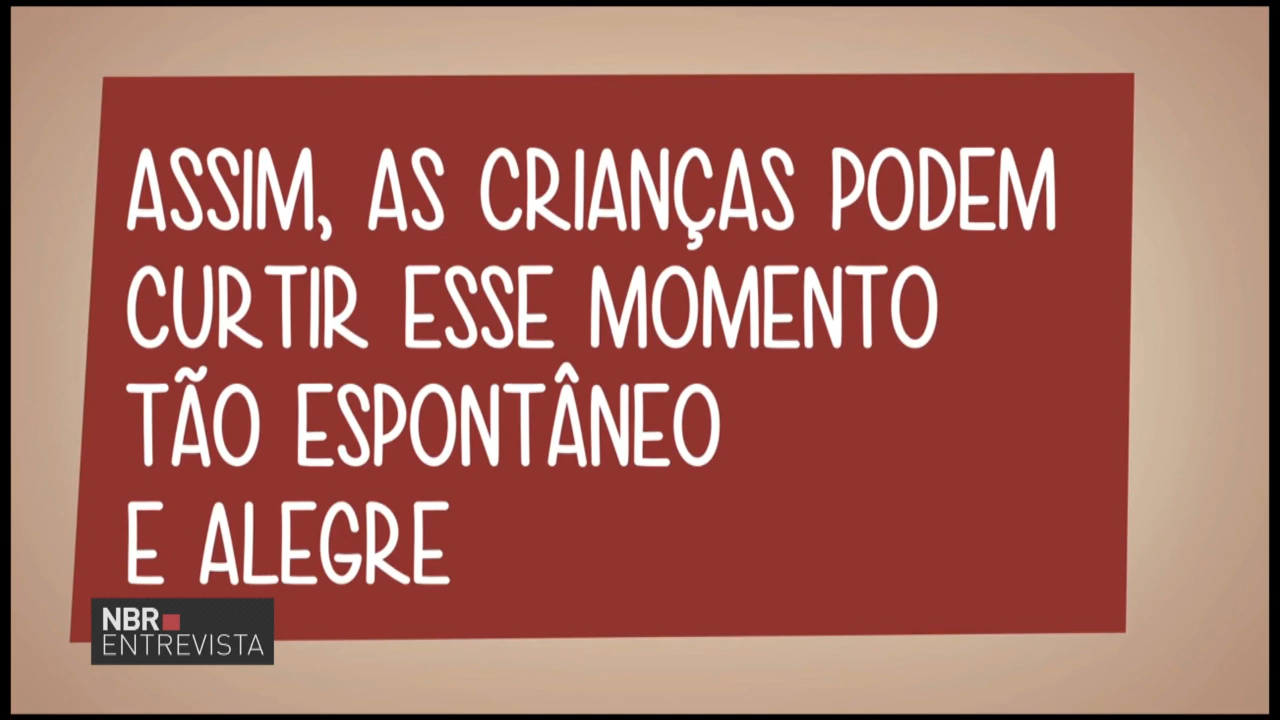 ASSIM, AS CRIANÇAS PODEM
CURTIR ESSE MOMENTO
TÃO ESPONTÂNEO
E ALEGRE
NBR
ENTREVISTA